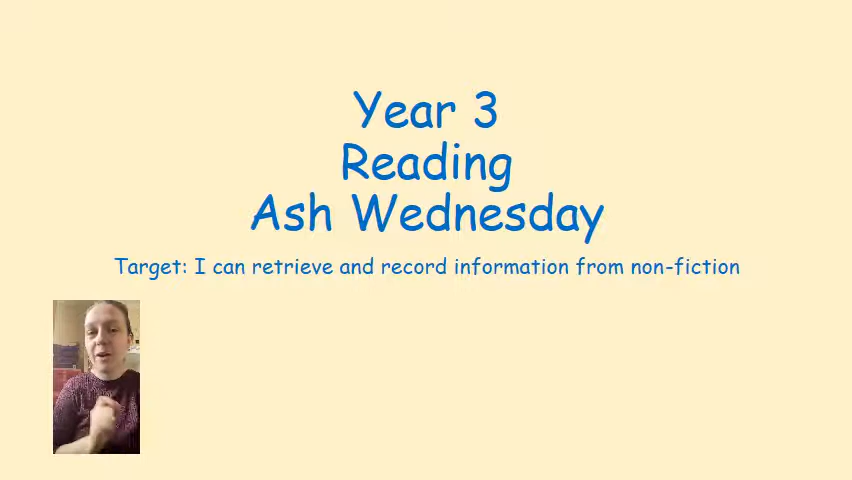 Year 3
Reading
Ash Wednesday
Target: I can retrieve and record information from non-fiction